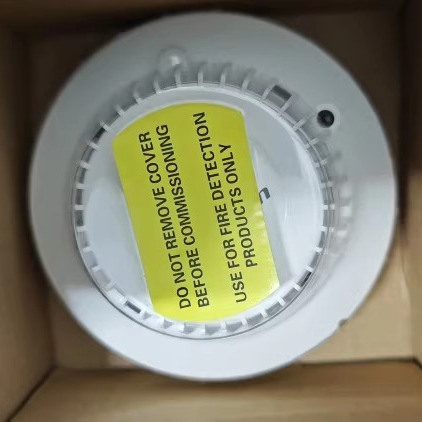 DO NOT REMOVE COVER
BEFORE COMMISSIONING
USE FOR FIRE DETECTION
PRODUCTS ONLY